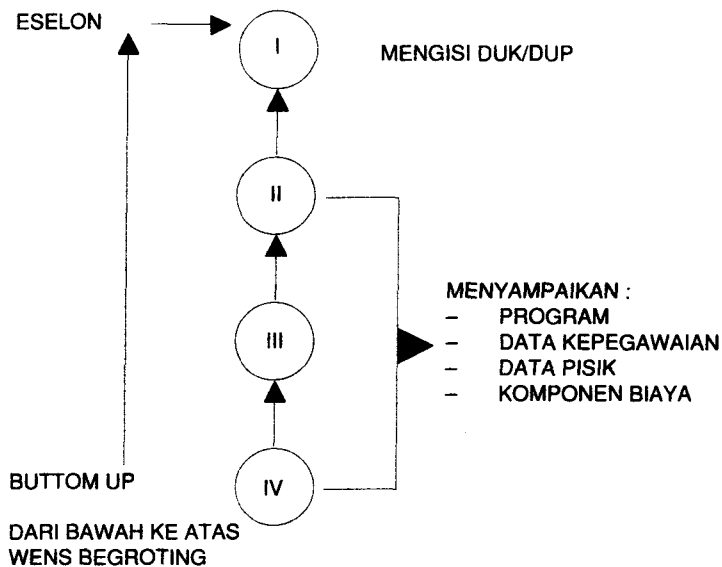 ESELON
I
MENGISI DUK/DUP
II
MENYAMPAIKAN :
– PROGRAM
– DATA KEPEGAWAIAN
– DATA PISIK
– KOMPONEN BIAYA
III
IV
BUTTOM UP
DARI BAWAH KE ATAS
WENS BEGROTING